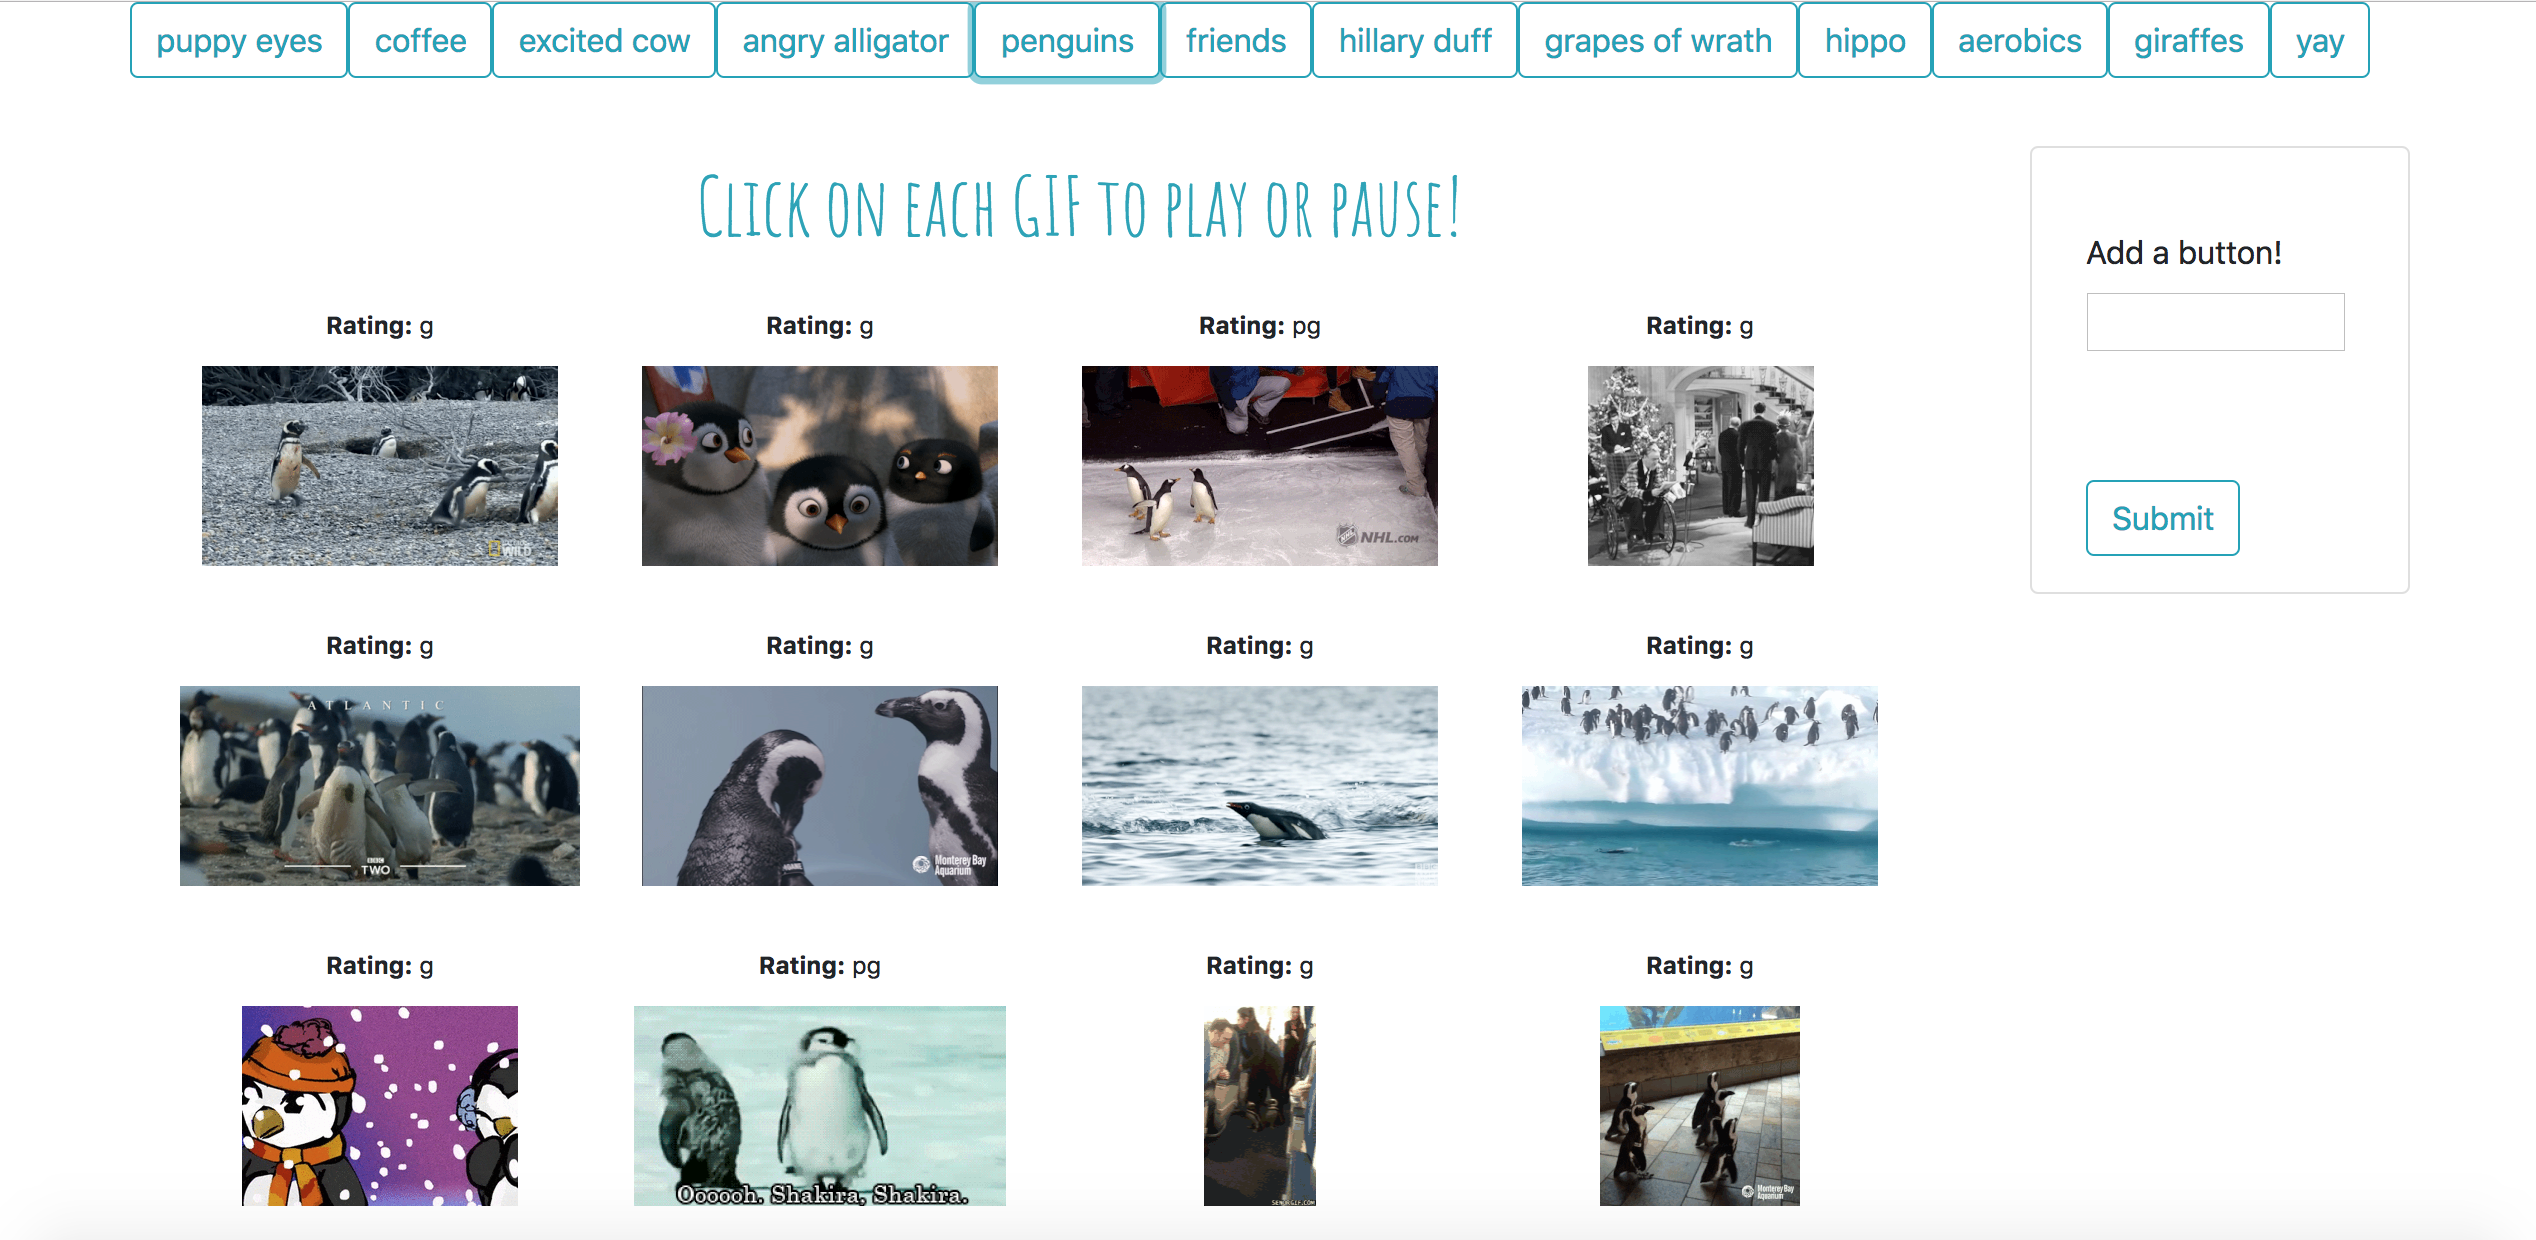 puppy eyes coffee excited cow angry alligator penguins friends hillary duff grapes of wrath hippo aerobics giraffes yay
Click on each GIF to play or pause!
Add a button!
Submit
Rating: g Rating: g Rating: pg Rating: g
WILD
NHL.COM
Rating: g Rating: g Rating: g Rating: g
ATLANTIC
BBC
TWO
Monterey Bay
Aquarium
Rating: g Rating: pg Rating: g Rating: g
Oooooh. Shakira, Shakira.
SENORGIF.COM
Monterey Bay
Aquarium